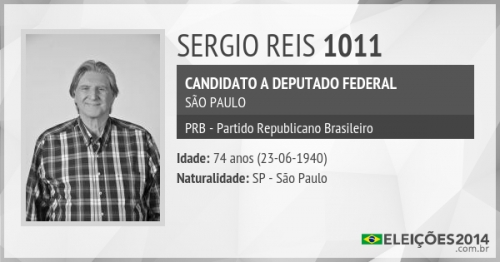 SERGIO REIS 1011
CANDIDATO A DEPUTADO FEDERAL
SÃO PAULO
PRB - Partido Republicano Brasileiro
Idade: 74 anos (23-06-1940)
Naturalidade: SP - São Paulo
ELEIÇÕES2014
.com.br